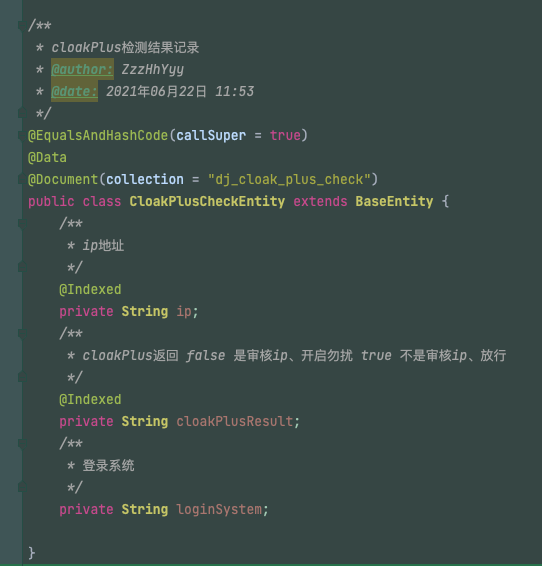 /**
 * cloakPlus检测结果记录
 * @author: ZzzHhYyy
 * @date: 2021年06月22日 11:53
 */
@EqualsAndHashCode(callSuper = true)
@Data
@Document(collection = "dj_cloak_plus_check")
public class CloakPlusCheckEntity extends BaseEntity {
    /**
     * ip地址
     */
    @Indexed
    private String ip;
    /**
     * cloakPlus返回 false 是审核ip、开启勿扰 true 不是审核ip、放行
     */
    @Indexed
    private String cloakPlusResult;
    /**
     * 登录系统
     */
    private String loginSystem;

}